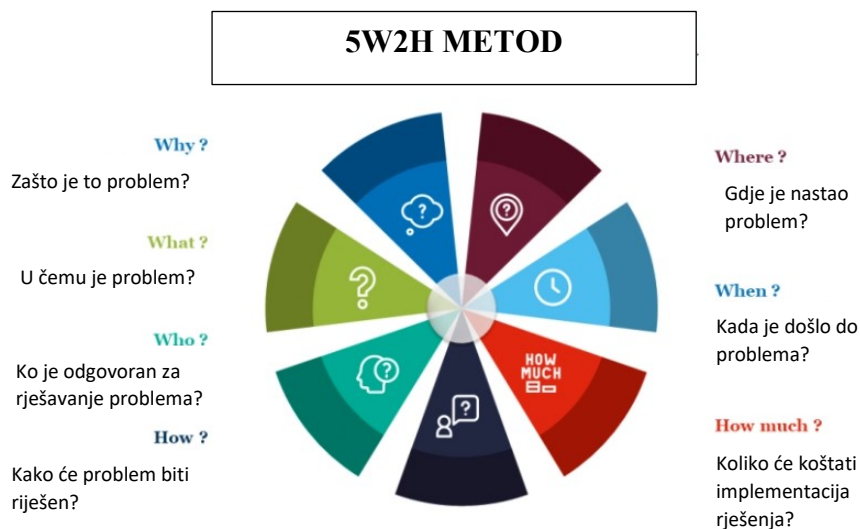 5W2H METOD
Why ?
Zašto je to problem?
What ?
U čemu je problem?
Who ?
Ko je odgovoran za
rješavanje problema?
How ?
Kako će problem biti
riješen?
Where ?
Gdje je nastao
problem?
When ?
Kada je došlo do
problema?
How much ?
Koliko će koštati
implementacija
rješenja?
?
?
?
?
?
HOW
MUCH